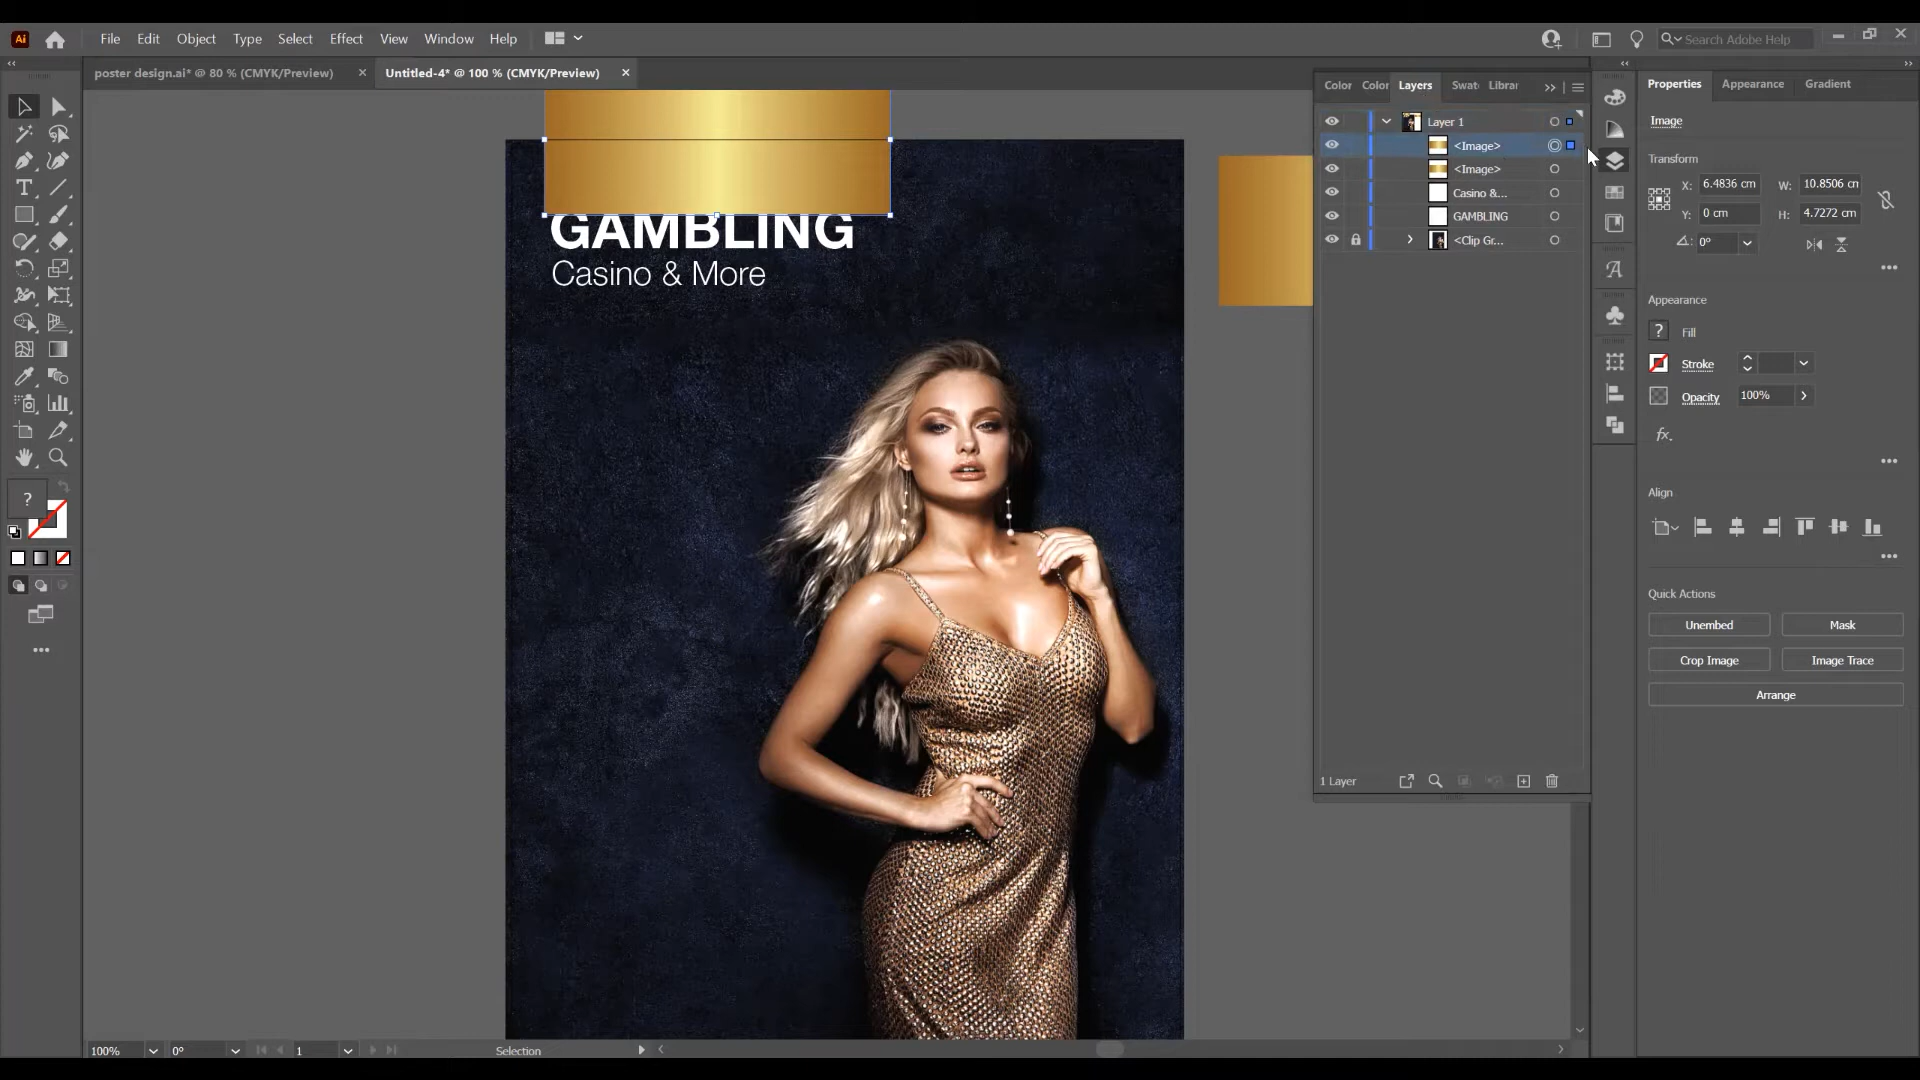 Ai File Edit Object Type Select Effect View Window Help Search Adobe Help
poster design.ai* @ 80 % (CMYK/Preview) Untitled-4* @ 100 % (CMYK/Preview)
Color Color Layers Swat Librar
Properties Appearance Gradient
Layer 1
Image
<Image>
<Image>
Casino &...
GAMBLING
<Clip Gr...
Transform
X: 6.4836 cm W: 10.8506 cm
Y: 0 cm H: 4.7272 cm
0°
GAMBLING
Casino & More
Appearance
? Fill
Stroke
Opacity 100%
fx.
Align
?
Quick Actions
Unembed Mask
Crop Image Image Trace
Arrange
1 Layer
100% 0° 1 Selection